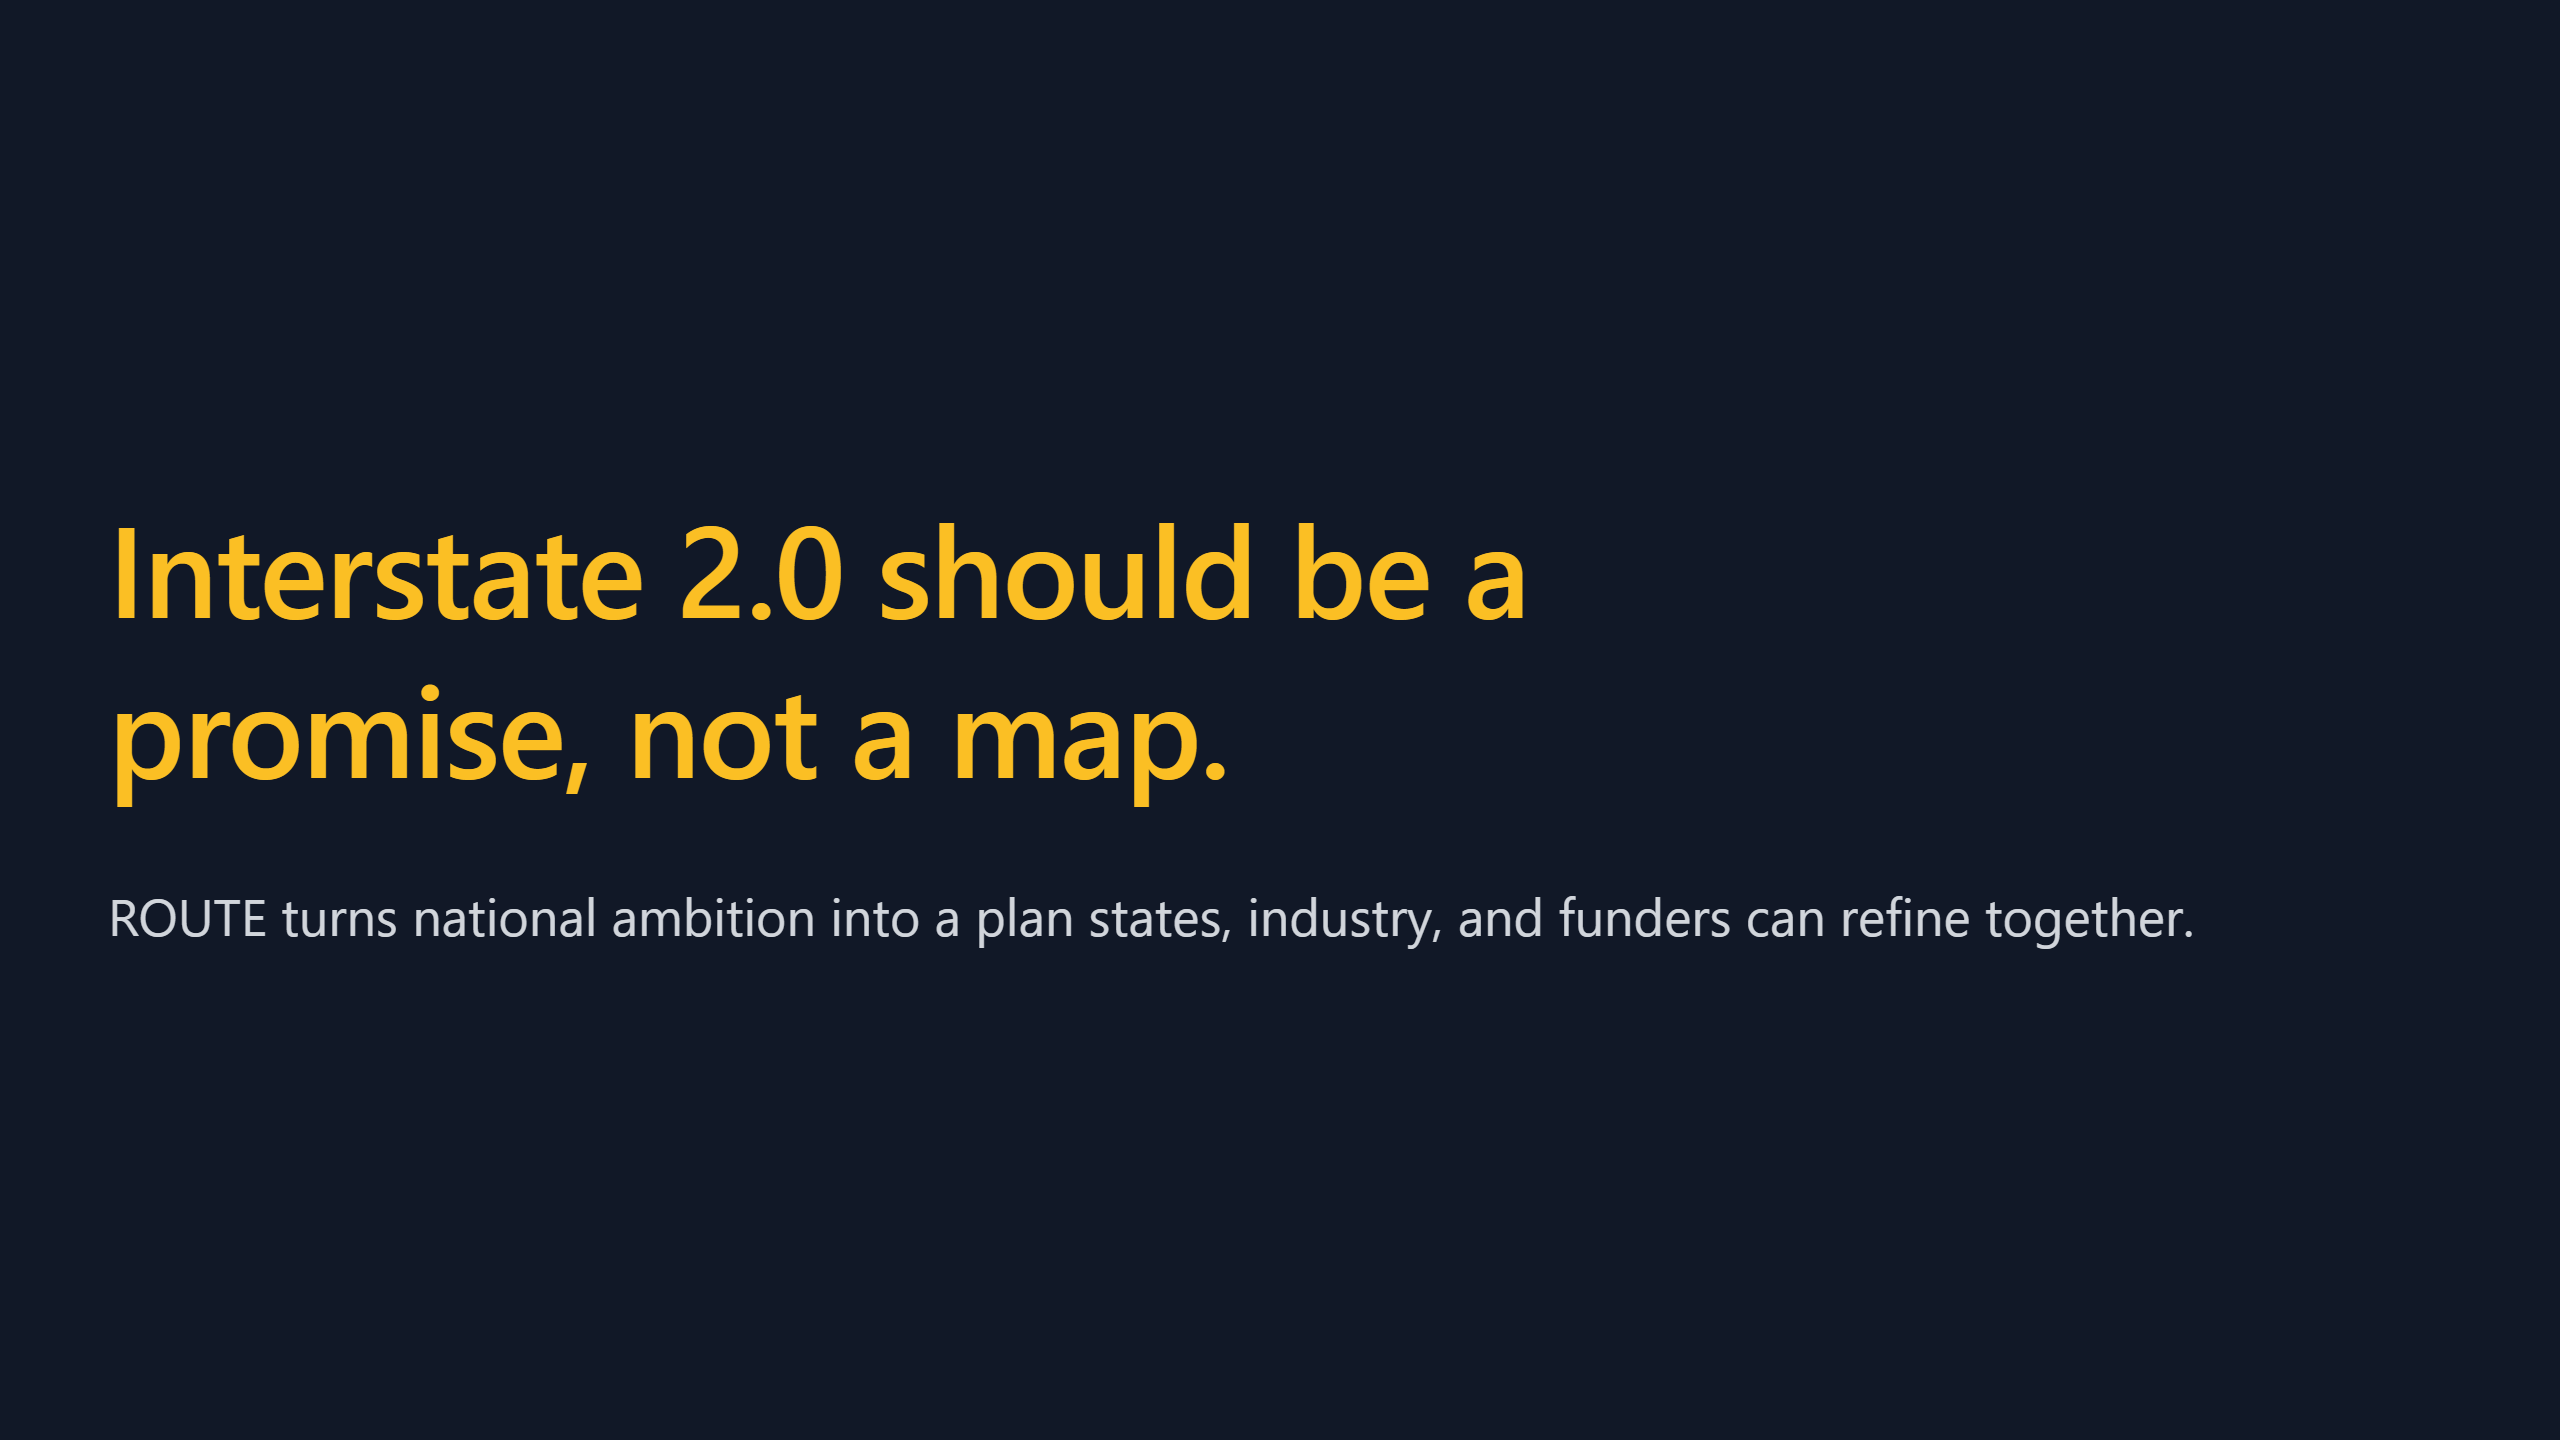 Interstate 2.0 should be a
promise, not a map.
ROUTE turns national ambition into a plan states, industry, and funders can refine together.